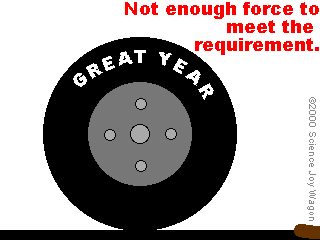 Not enough force to
meet the
requirement.
GREAT YEAR
©2000 Science Joy Wagon